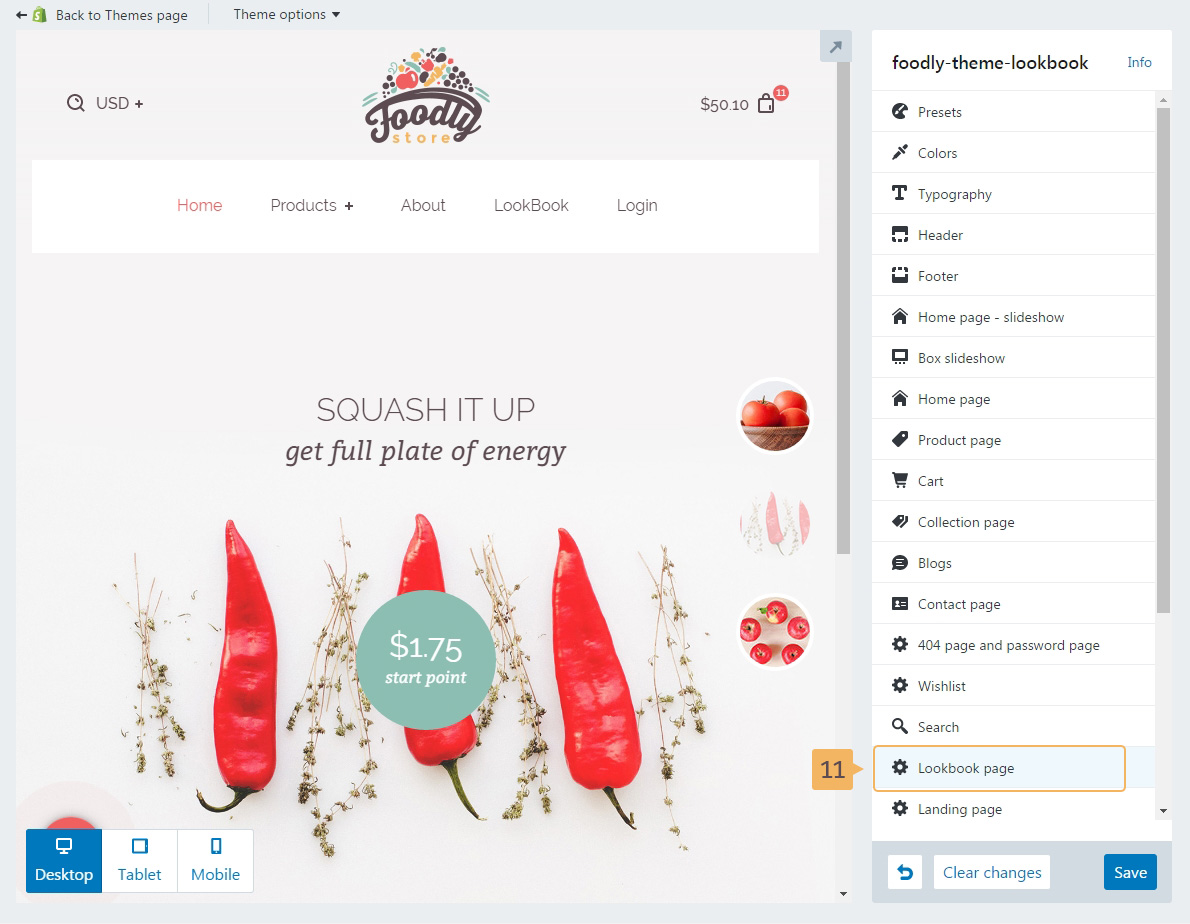 Back to Themes page
Theme options
USD +
Foodly
store
$50.10
11
Home
Products +
About
LookBook
Login
SQUASH IT UP
get full plate of energy
$1.75
start point
Desktop
Tablet
Mobile
foodly-theme-lookbook
Info
Presets
Colors
Typography
Header
Footer
Home page - slideshow
Box slideshow
Home page
Product page
Cart
Collection page
Blogs
Contact page
404 page and password page
Wishlist
Search
11
Lookbook page
Landing page
Clear changes
Save